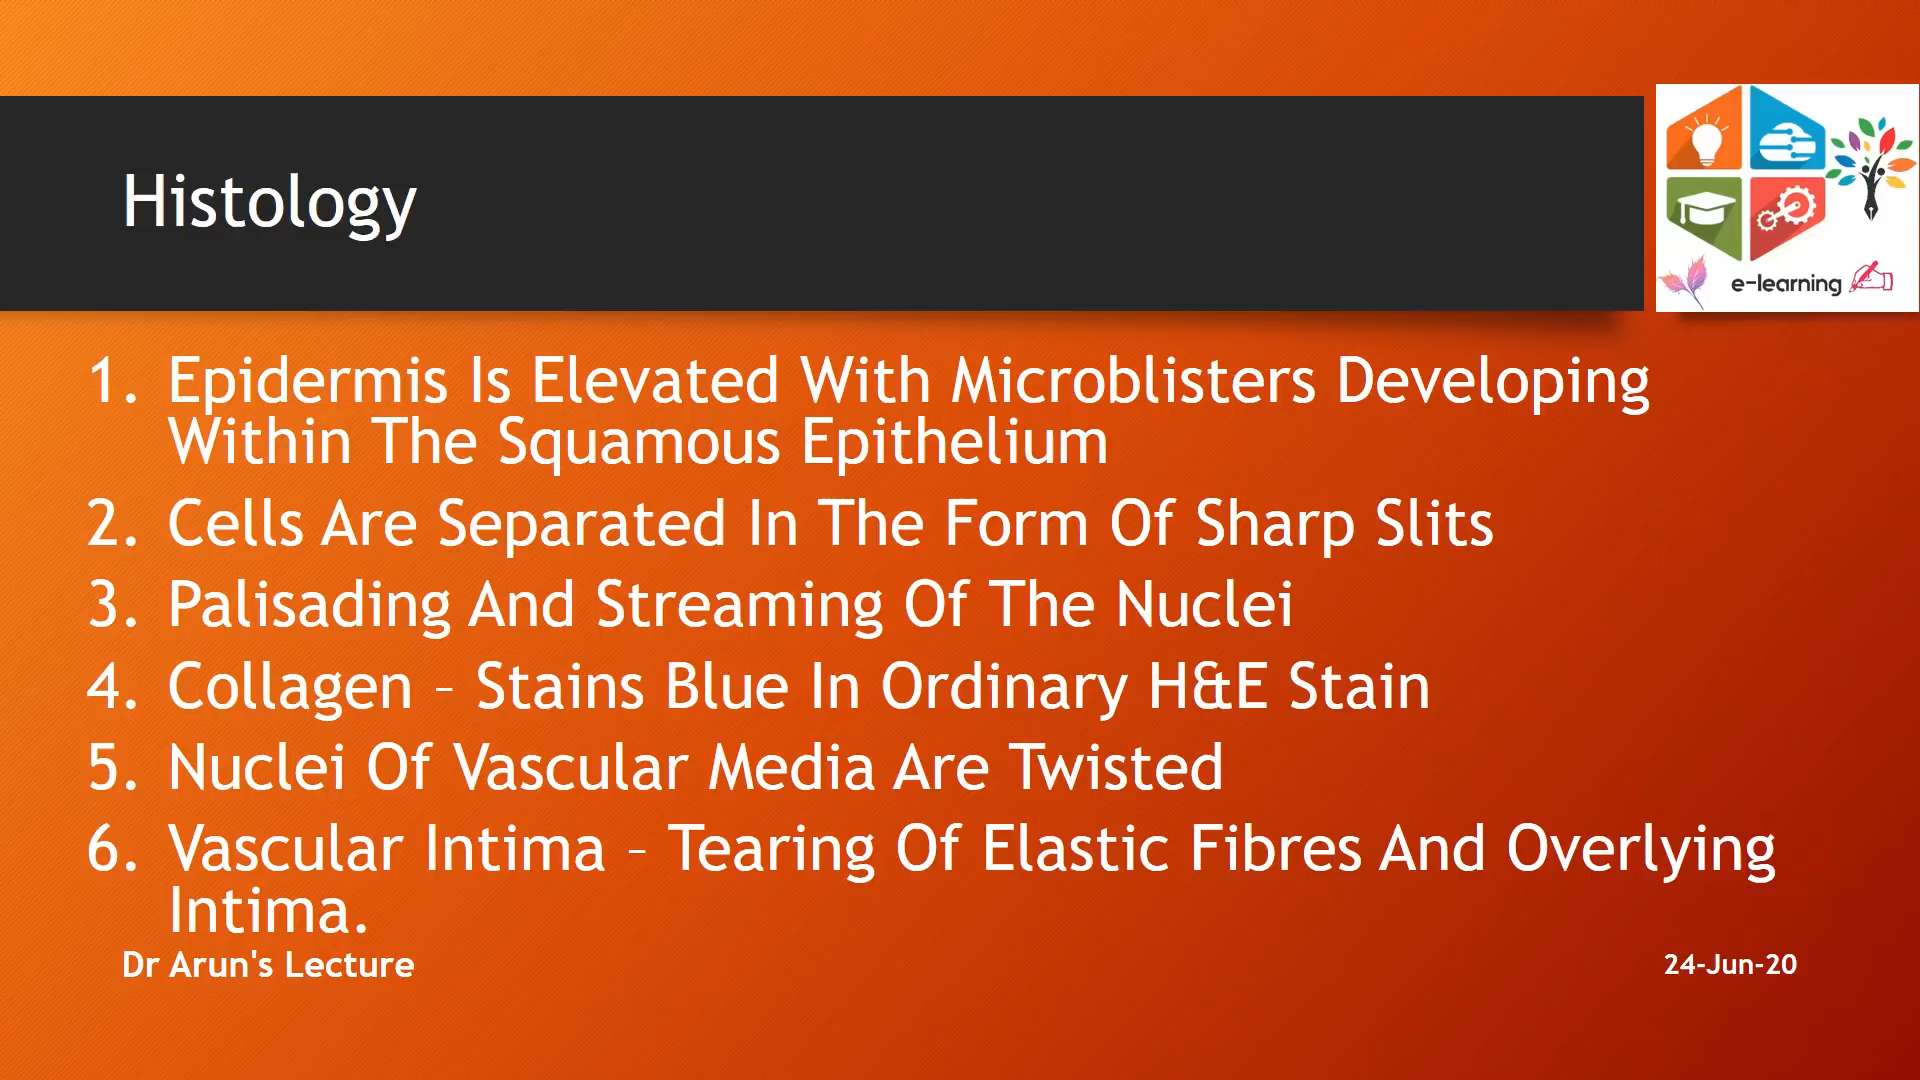 Histology
e-learning
1. Epidermis Is Elevated With Microblisters Developing
Within The Squamous Epithelium
2. Cells Are Separated In The Form Of Sharp Slits
3. Palisading And Streaming Of The Nuclei
4. Collagen – Stains Blue In Ordinary H&E Stain
5. Nuclei Of Vascular Media Are Twisted
6. Vascular Intima – Tearing Of Elastic Fibres And Overlying
Intima.
Dr Arun's Lecture
24-Jun-20